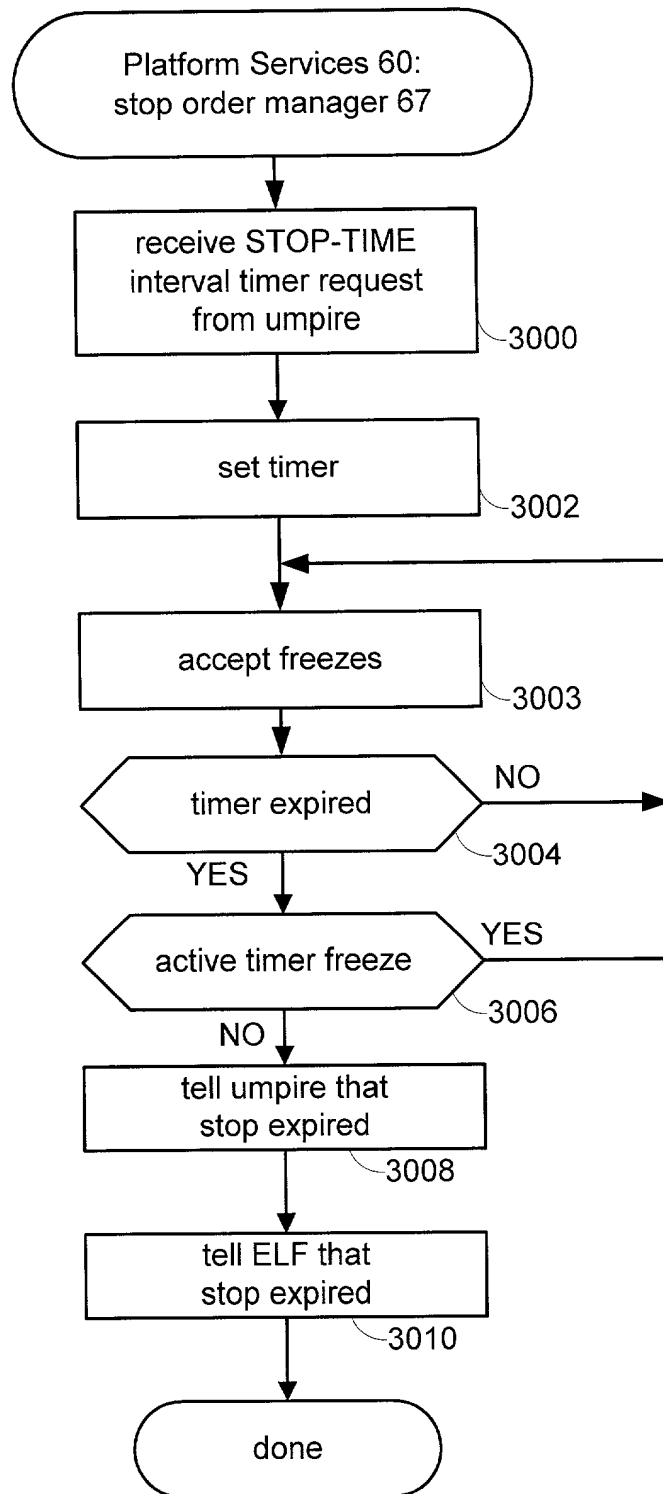 Platform Services 60:
stop order manager 67
receive STOP-TIME
interval timer request
from umpire
3000
set timer
3002
accept freezes
3003
timer expired
NO
3004
YES
active timer freeze
YES
3006
NO
tell umpire that
stop expired
3008
tell ELF that
stop expired
3010
done